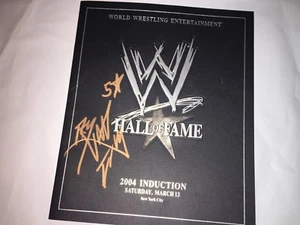 WORLD WRESTLING ENTERTAINMENT
W
HALL OF FAME
2004 INDUCTION
SATURDAY, MARCH 13
New York City